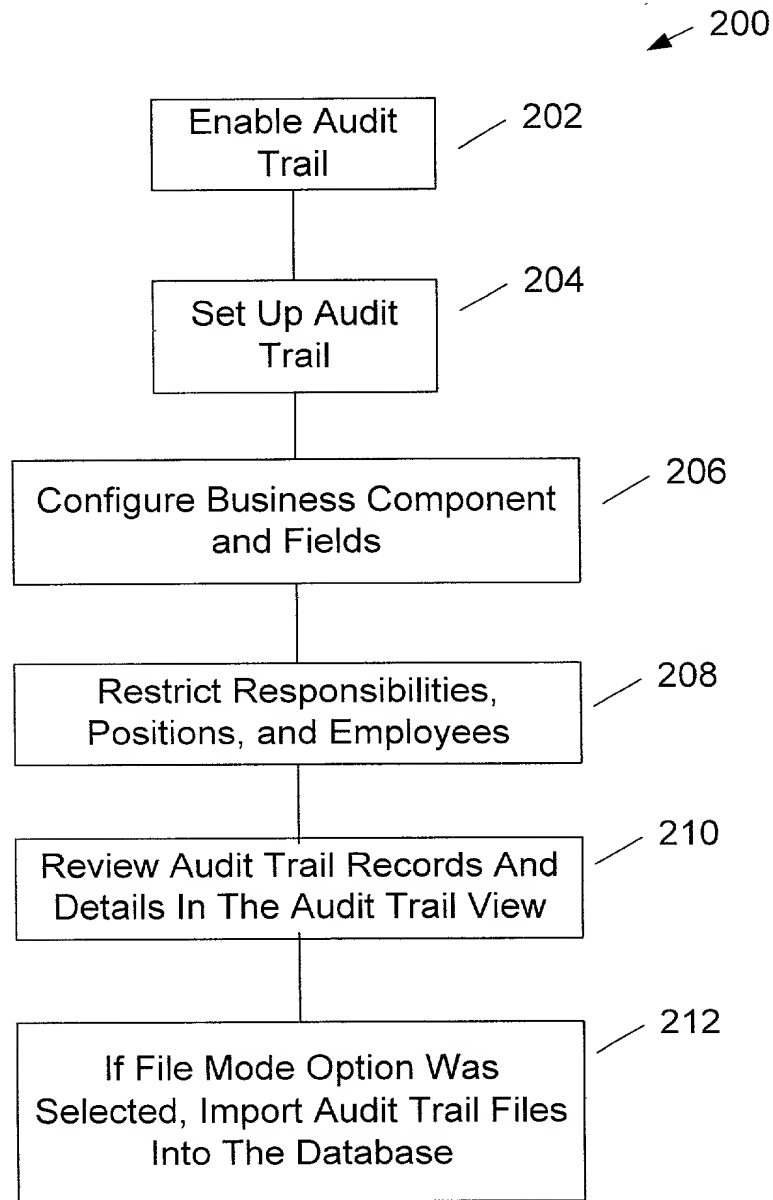 200
Enable Audit
Trail
202
Set Up Audit
Trail
204
Configure Business Component
and Fields
206
Restrict Responsibilities,
Positions, and Employees
208
Review Audit Trail Records And
Details In The Audit Trail View
210
If File Mode Option Was
Selected, Import Audit Trail Files
Into The Database
212